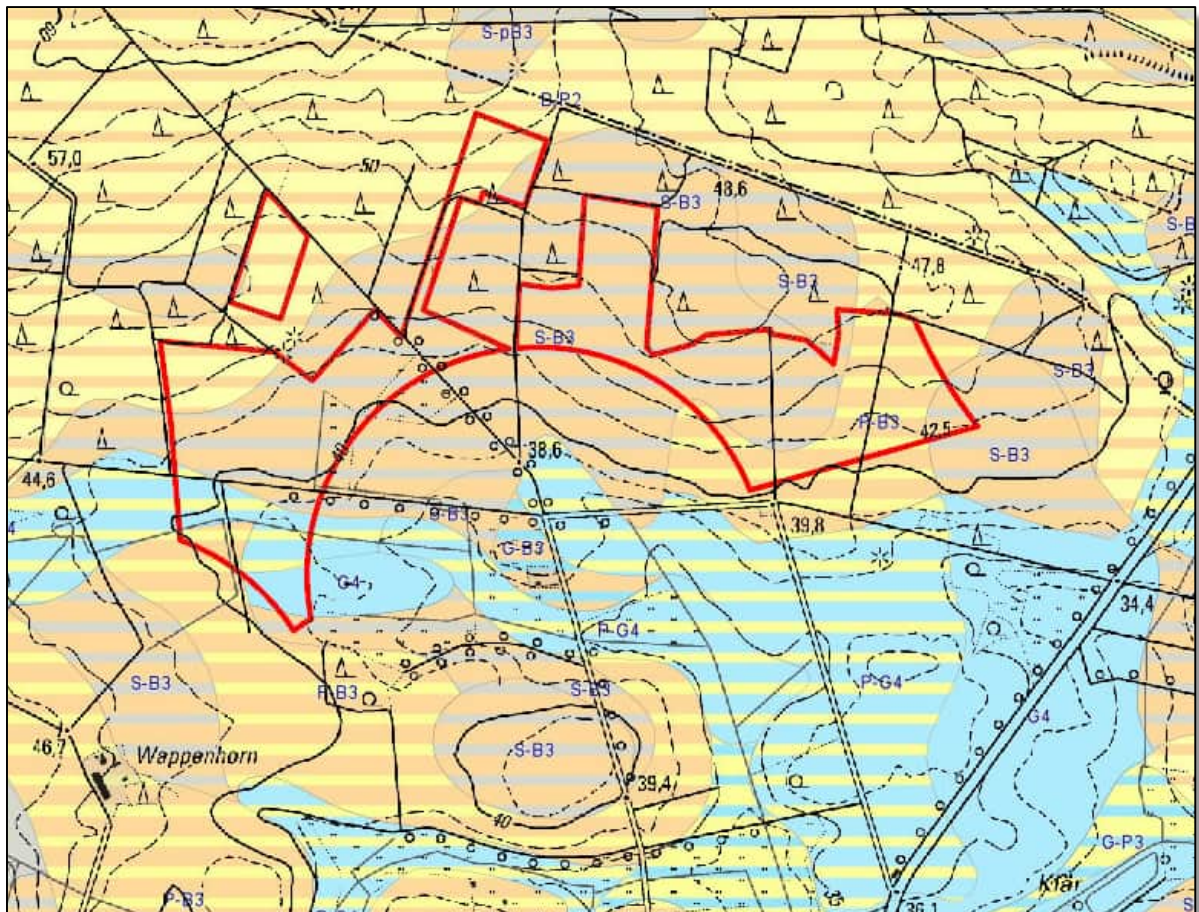 60
S-pB3
B-P2
57,0
50
48,6
S-B3
S-B
47,8
S-B3
S-B3
S-B3
P-B3
42,5
S-B3
40
38,6
44,6
4
G-B3
39,8
G4
34,4
P-G4
S-B3
P-B3
S-B3
P-G4
G4
46,7
Wappenhorn
S-B3
39,4
40
G-P3
Klär
P-B3
36,1
S